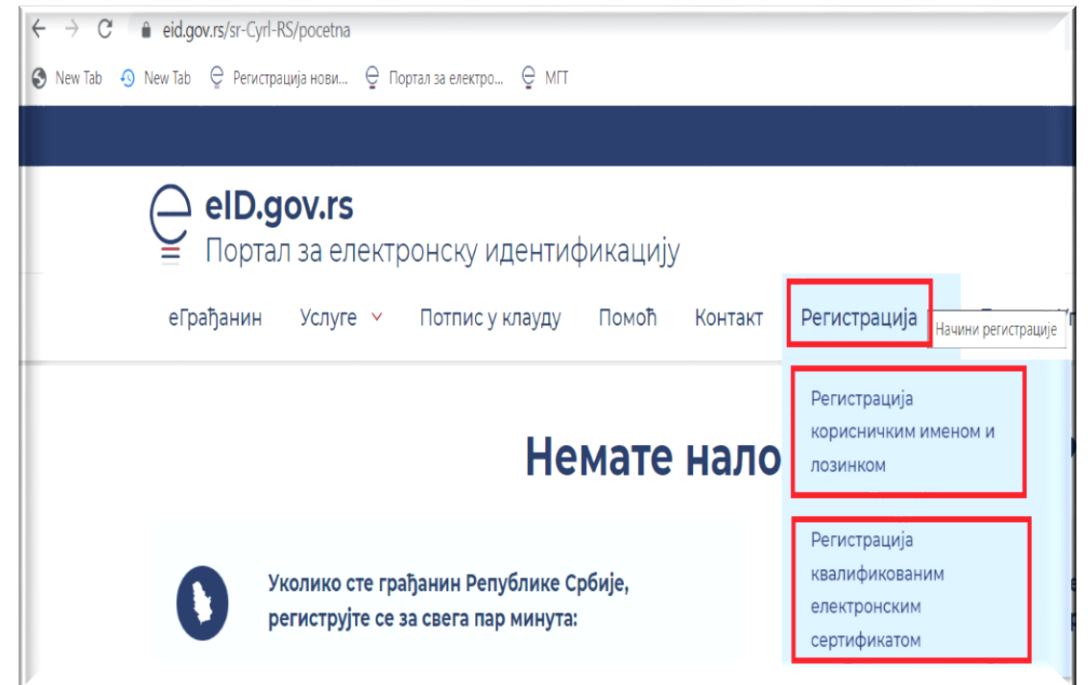 eid.gov.rs/sr-Cyrl-RS/pocetna
New Tab New Tab Регистрација нови... Портал за електро... МГТ
eID.gov.rs
Портал за електронску идентификацију
еГрађанин Услуге Потпис у клауду Помоћ Контакт Регистрација
Начини регистрације
Регистрација
корисничким именом и
лозинком
Немате нало
Регистрација
квалификованим
електронским
сертификатом
Уколико сте грађанин Републике Србије,
региструјте се за свега пар минута: